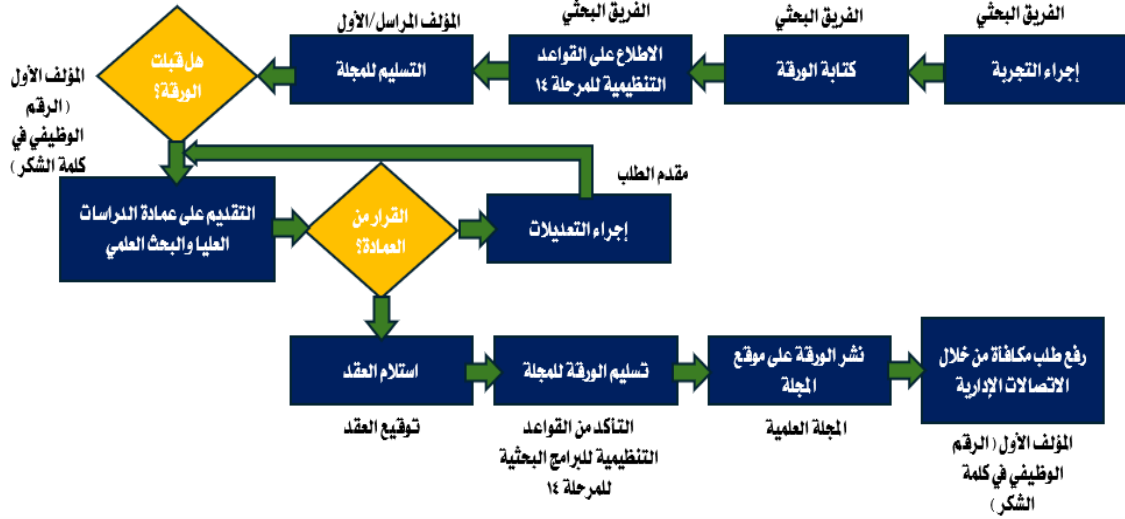 الفريق البحثي
إجراء التجربة
الفريق البحثي
كتابة الورقة
الفريق البحثي
الاطلاع على القواعد
التنظيمية للمرحلة ١٤
المؤلف المراسل/الأول
التسليم للمجلة
هل قبلت
الورقة؟
المؤلف الأول
( الرقم
الوظيفي في
كلمة الشكر )
التقديم على عمادة الدراسات
العليا والبحث العلمي
القرار من
العمادة؟
مقدم الطلب
إجراء التعديلات
استلام العقد
توقيع العقد
تسليم الورقة للمجلة
التأكد من القواعد
التنظيمية للبرامج البحثية
للمرحلة ١٤
نشر الورقة على موقع
المجلة
المجلة العلمية
رفع طلب مكافأة من خلال
الاتصالات الإدارية
المؤلف الأول ( الرقم
الوظيفي في كلمة
الشكر )